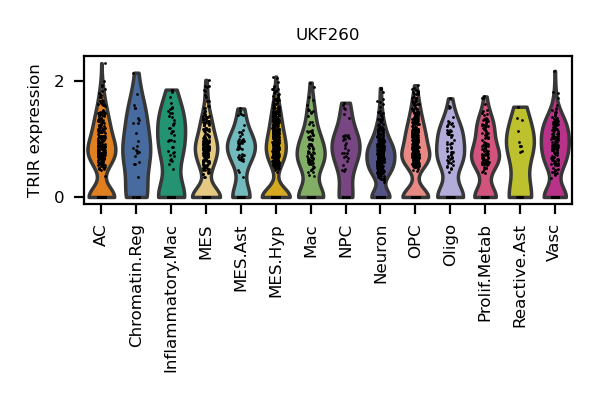 UKF260
TRIR expression
2
0
AC
Chromatin.Reg
Inflammatory.Mac
MES
MES.Ast
MES.Hyp
Mac
NPC
Neuron
OPC
Oligo
Prolif.Metab
Reactive.Ast
Vasc